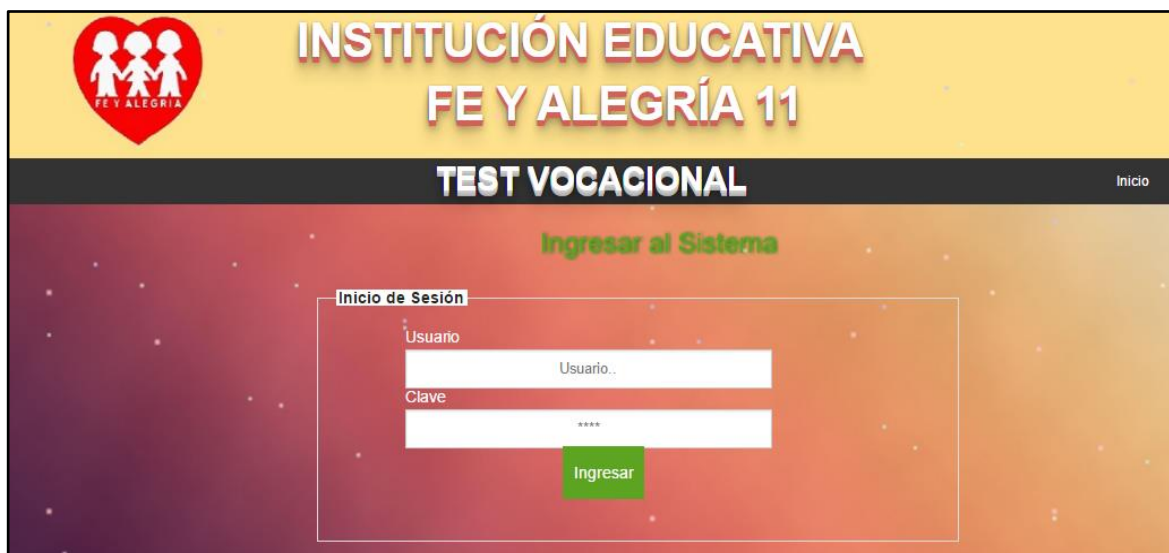 FE Y ALEGRIA
INSTITUCIÓN EDUCATIVA
FE Y ALEGRÍA 11
TEST VOCACIONAL
Inicio
Ingresar al Sistema
Inicio de Sesión
Usuario
Usuario..
Clave
****
Ingresar